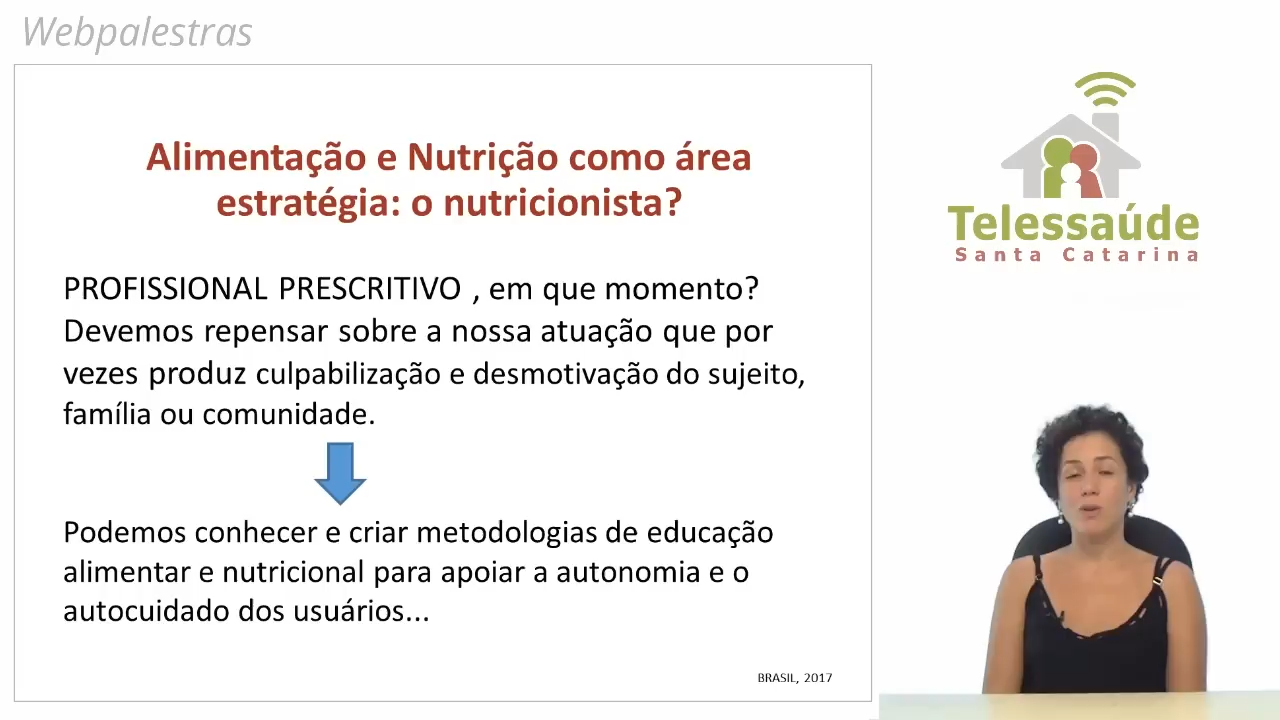 Webpalestras
Alimentação e Nutrição como área
estratégia: o nutricionista?
PROFISSIONAL PRESCRITIVO , em que momento?
Devemos repensar sobre a nossa atuação que por
vezes produz culpabilização e desmotivação do sujeito,
família ou comunidade.
Podemos conhecer e criar metodologias de educação
alimentar e nutricional para apoiar a autonomia e o
autocuidado dos usuários...
BRASIL, 2017
Telessaúde
Santa Catarina